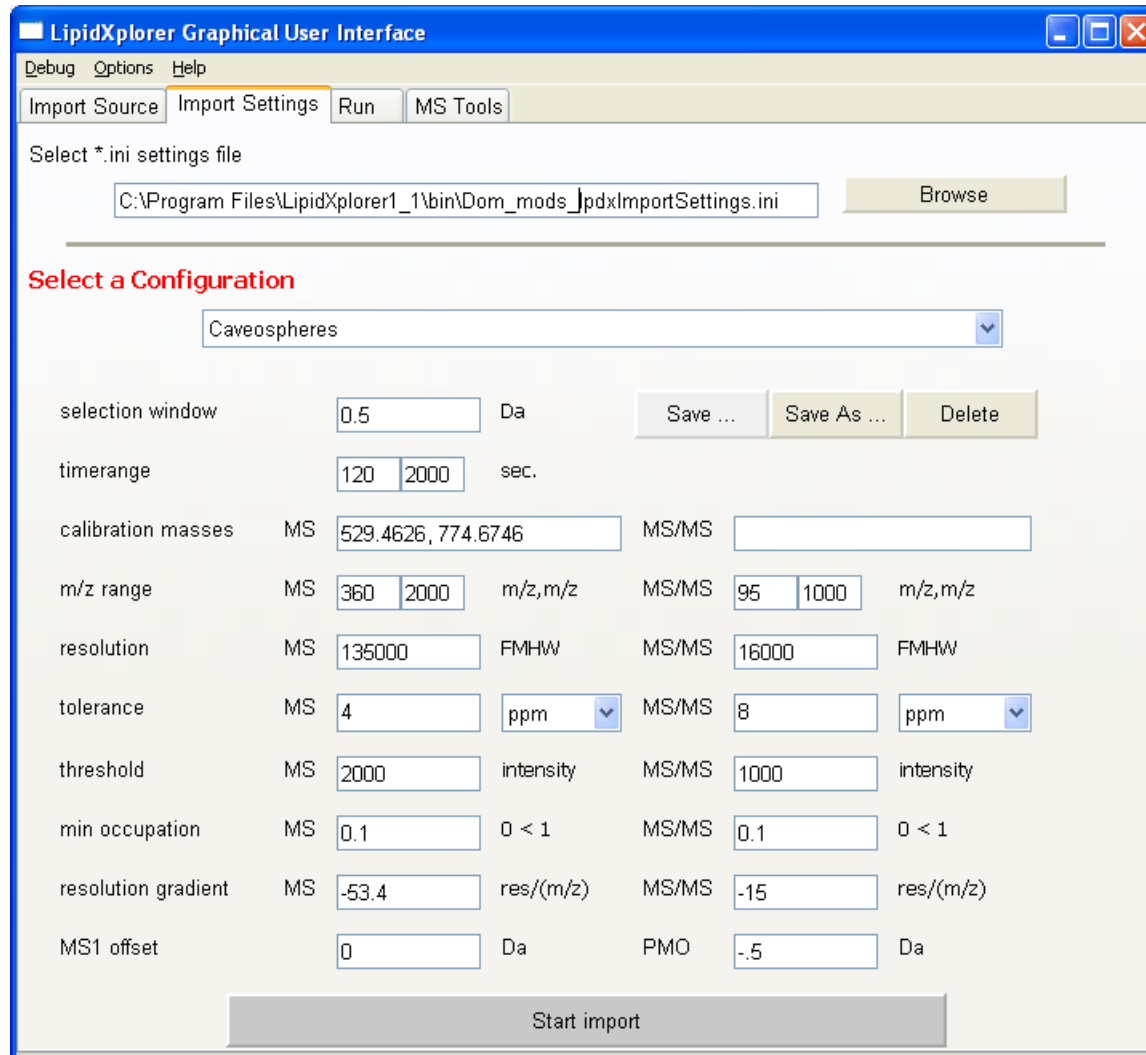 LipidXplorer Graphical User Interface
Debug Options Help
Import Source Import Settings Run MS Tools
Select *.ini settings file
C:\Program Files\LipidXplorer1_1\bin\Dom_mods_lpdxImportSettings.ini Browse
Select a Configuration
Caveospheres
selection window 0.5 Da Save ... Save As ... Delete
timerange 120 2000 sec.
calibration masses MS 529.4626, 774.6746 MS/MS
m/z range MS 360 2000 m/z,m/z MS/MS 95 1000 m/z,m/z
resolution MS 135000 FMHW MS/MS 16000 FMHW
tolerance MS 4 ppm MS/MS 8 ppm
threshold MS 2000 intensity MS/MS 1000 intensity
min occupation MS 0.1 0 < 1 MS/MS 0.1 0 < 1
resolution gradient MS -53.4 res/(m/z) MS/MS -15 res/(m/z)
MS1 offset 0 Da PMO -.5 Da
Start import